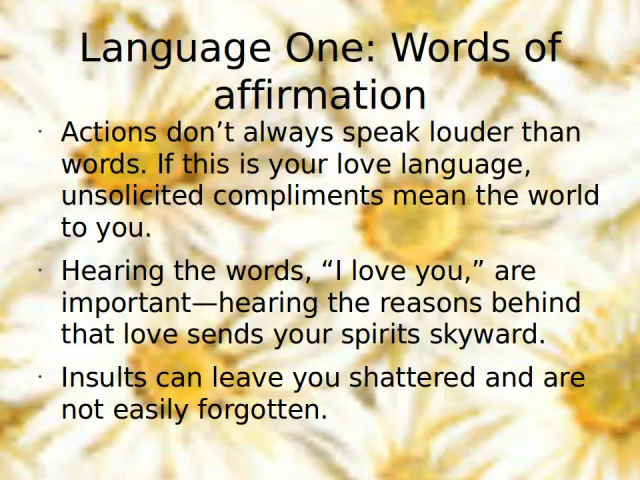 Language One: Words of
affirmation
· Actions don’t always speak louder than
words. If this is your love language,
unsolicited compliments mean the world
to you.
· Hearing the words, “I love you,” are
important—hearing the reasons behind
that love sends your spirits skyward.
· Insults can leave you shattered and are
not easily forgotten.